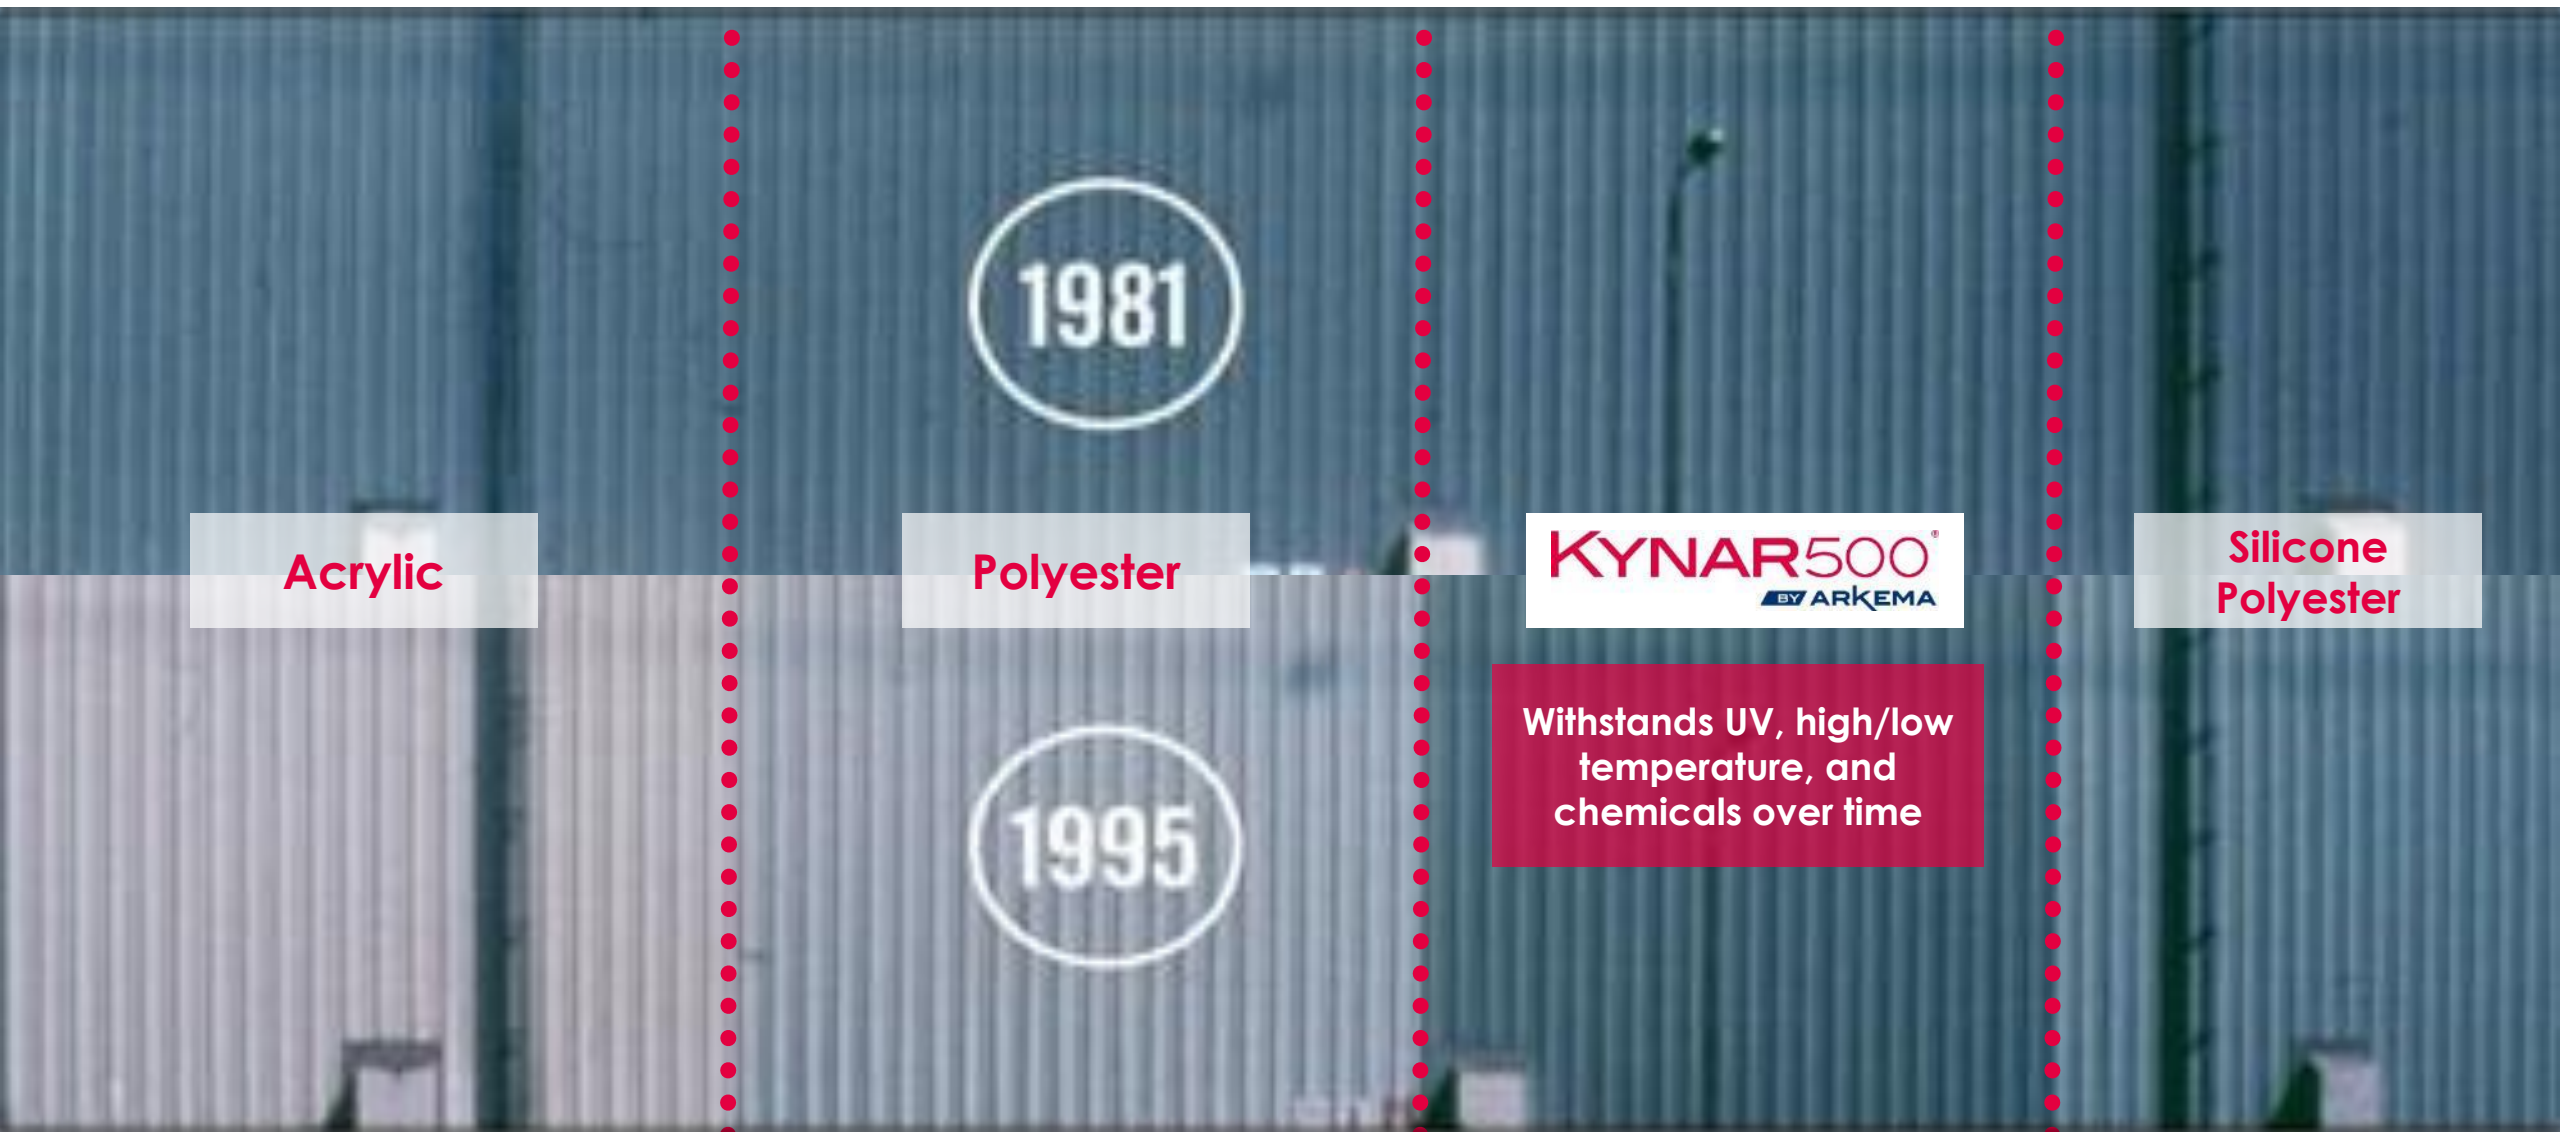 1981
Acrylic
Polyester
KYNAR500®
BY ARKEMA
Silicone
Polyester
Withstands UV, high/low
temperature, and
chemicals over time
1995